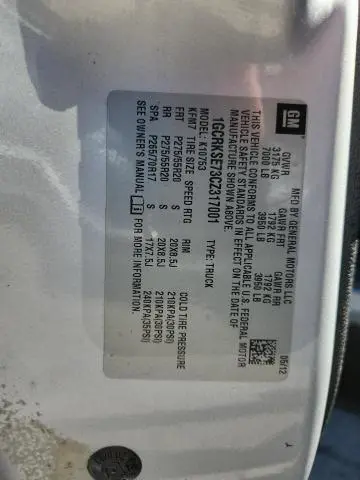 GM
MFD BY GENERAL MOTORS LLC
05/12
GVWR GAWR FRT GAWR RR
3175 KG 1792 KG 1792 KG
7000 LB 3950 LB 3950 LB
THIS VEHICLE CONFORMS TO ALL APPLICABLE U.S. FEDERAL MOTOR
VEHICLE SAFETY STANDARDS IN EFFECT ON THE DATE OF
MANUFACTURE SHOWN ABOVE.
1GCRKSE73CZ317001 TYPE: TRUCK
MODEL: K10753
KFM7 TIRE SIZE SPEED RTG RIM COLD TIRE PRESSURE
FRT P275/55R20 S 20X8.5J 210KPA(30PSI)
RR P275/55R20 S 20X8.5J 210KPA(30PSI)
SPA P265/70R17 S 17X7.5J 240KPA(35PSI)
SEE OWNER MANUAL FOR MORE INFORMATION.